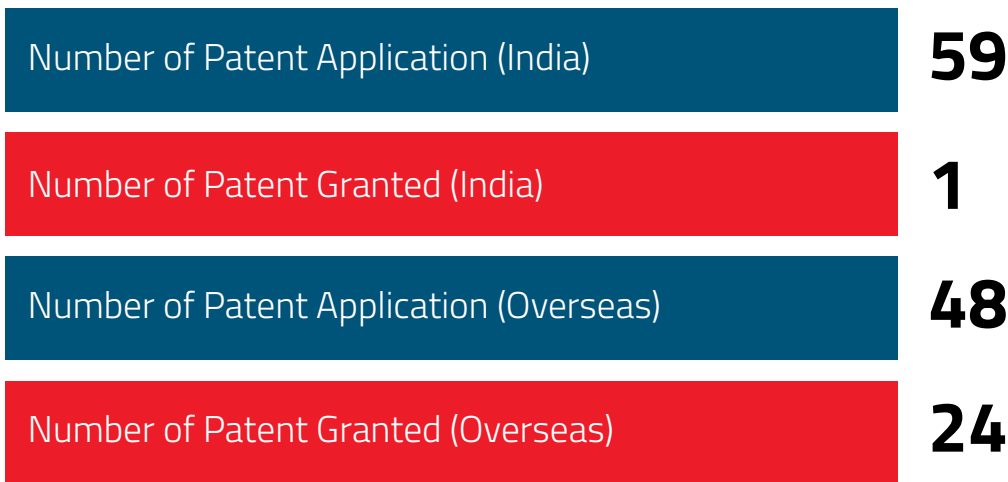 Number of Patent Application (India) 59
Number of Patent Granted (India) 1
Number of Patent Application (Overseas) 48
Number of Patent Granted (Overseas) 24